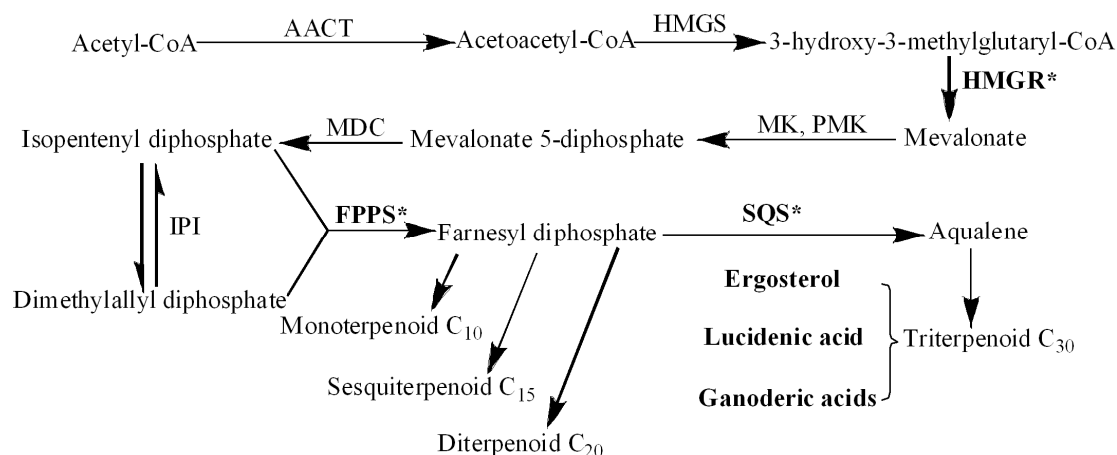 Acetyl-CoA AACT Acetoacetyl-CoA HMGS 3-hydroxy-3-methylglutaryl-CoA
HMGR*
Isopentenyl diphosphate MDC Mevalonate 5-diphosphate MK, PMK Mevalonate
IPI FPPS* Farnesyl diphosphate SQS* Aqualene
Dimethylallyl diphosphate
Monoterpenoid C10
Sesquiterpenoid C15
Diterpenoid C20
Ergosterol
Lucidenic acid
Ganoderic acids
Triterpenoid C30